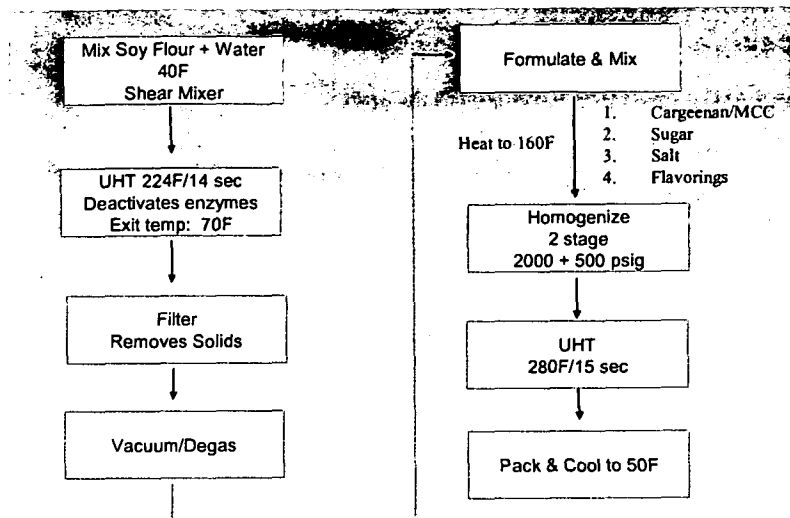 Mix Soy Flour + Water
40F
Shear Mixer
UHT 224F/14 sec
Deactivates enzymes
Exit temp: 70F
Filter
Removes Solids
Vacuum/Degas
Formulate & Mix
Heat to 160F
1. Cargeenan/MCC
2. Sugar
3. Salt
4. Flavorings
Homogenize
2 stage
2000 + 500 psig
UHT
280F/15 sec
Pack & Cool to 50F